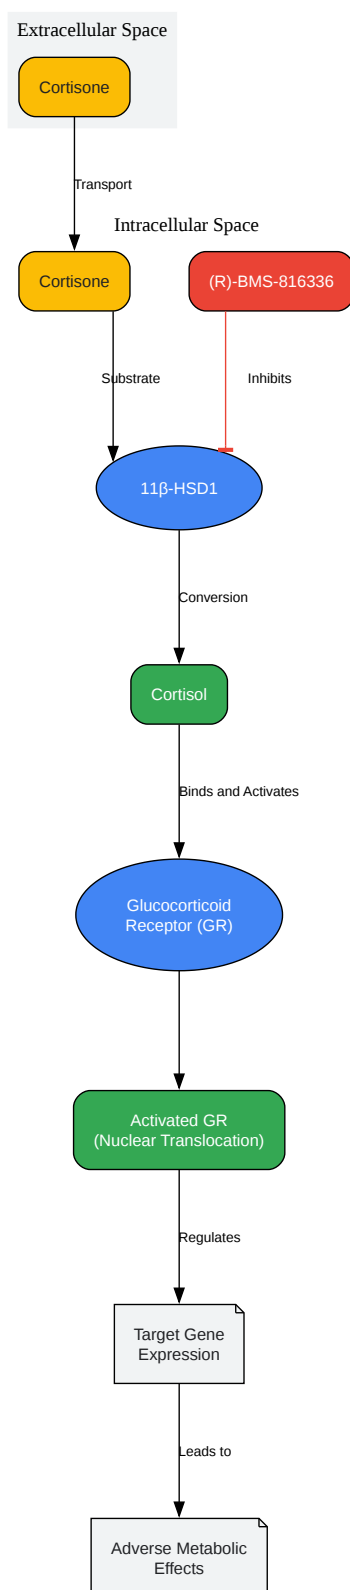 Extracellular Space
Cortisone
Transport
Intracellular Space
Cortisone
(R)-BMS-816336
Substrate
Inhibits
11β-HSD1
Conversion
Cortisol
Binds and Activates
Glucocorticoid
Receptor (GR)
Activated GR
(Nuclear Translocation)
Regulates
Target Gene
Expression
Leads to
Adverse Metabolic
Effects